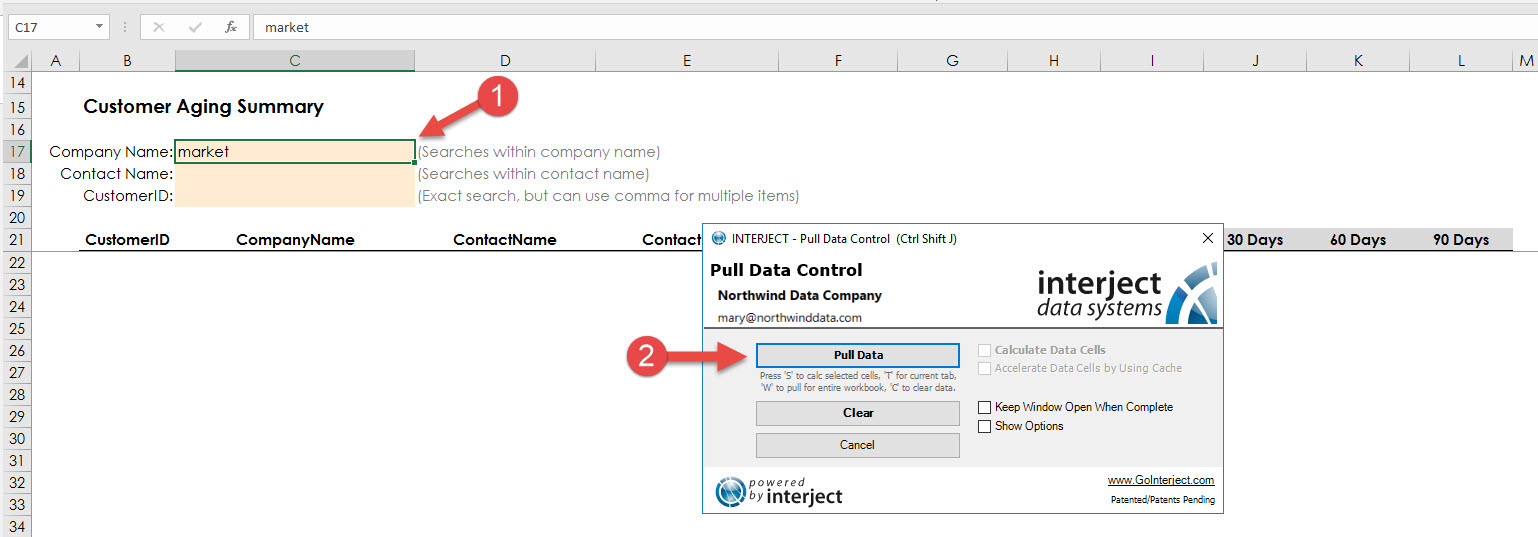 C17 fx market
A B C D E F G H I J K L M
14
15 Customer Aging Summary
16
17 Company Name: market (Searches within company name)
18 Contact Name: (Searches within contact name)
19 CustomerID: (Exact search, but can use comma for multiple items)
20
21 CustomerID CompanyName ContactName Contact 30 Days 60 Days 90 Days
22
23
24
25
26
27
28
29
30
31
32
33
34
1
2
INTERJECT - Pull Data Control (Ctrl Shift J)
Pull Data Control
Northwind Data Company
mary@northwinddata.com
interject
data systems
Pull Data
Press 'S' to calc selected cells, 'T' for current tab,
'W' to pull for entire workbook, 'C' to clear data.
Clear
Cancel
Calculate Data Cells
Accelerate Data Cells by Using Cache
Keep Window Open When Complete
Show Options
powered
by interject
www.GoInterject.com
Patented/Patents Pending